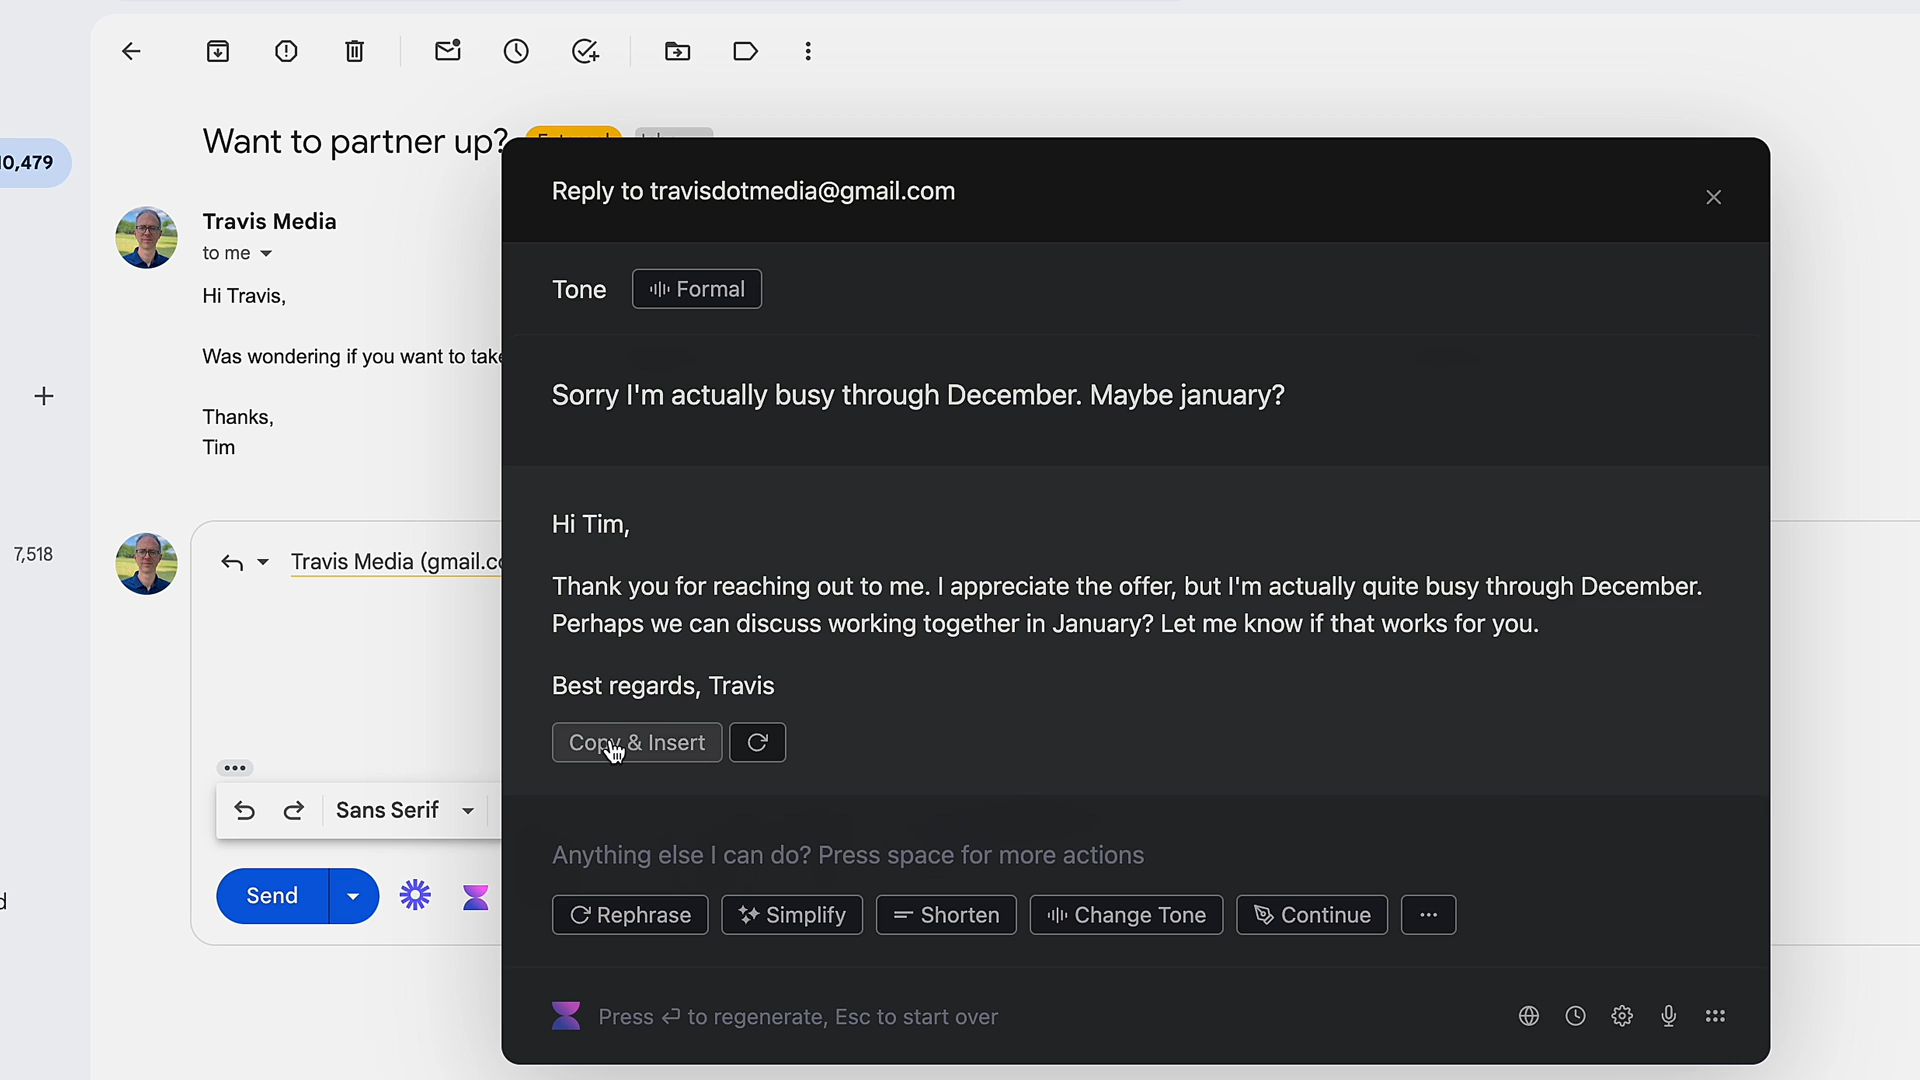 Want to partner up?
10,479
Travis Media
to me
Hi Travis,
Was wondering if you want to take
Thanks,
Tim
7,518
Travis Media (gmail.co
Sans Serif
Send
Reply to travisdotmedia@gmail.com
Tone
Formal
Sorry I'm actually busy through December. Maybe january?
Hi Tim,
Thank you for reaching out to me. I appreciate the offer, but I'm actually quite busy through December.
Perhaps we can discuss working together in January? Let me know if that works for you.
Best regards, Travis
Copy & Insert
Anything else I can do? Press space for more actions
Rephrase
Simplify
Shorten
Change Tone
Continue
Press ⏎ to regenerate, Esc to start over